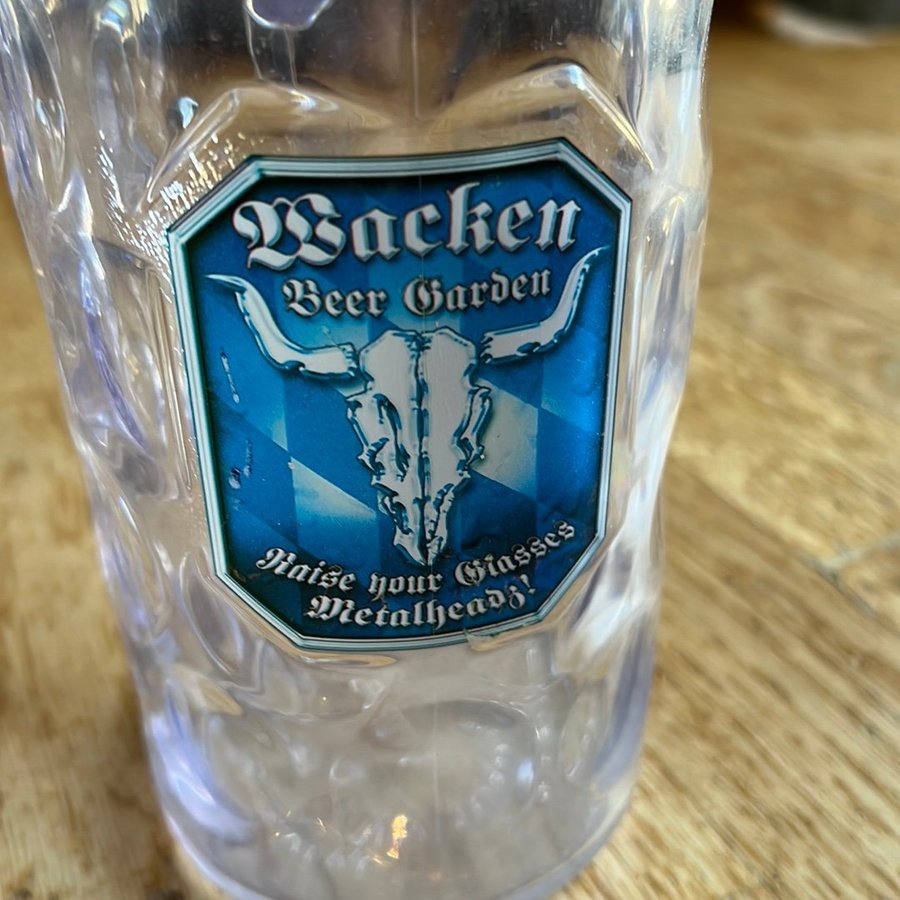 Wacken
Beer Garden
Raise your Glasses
Metalheadz!